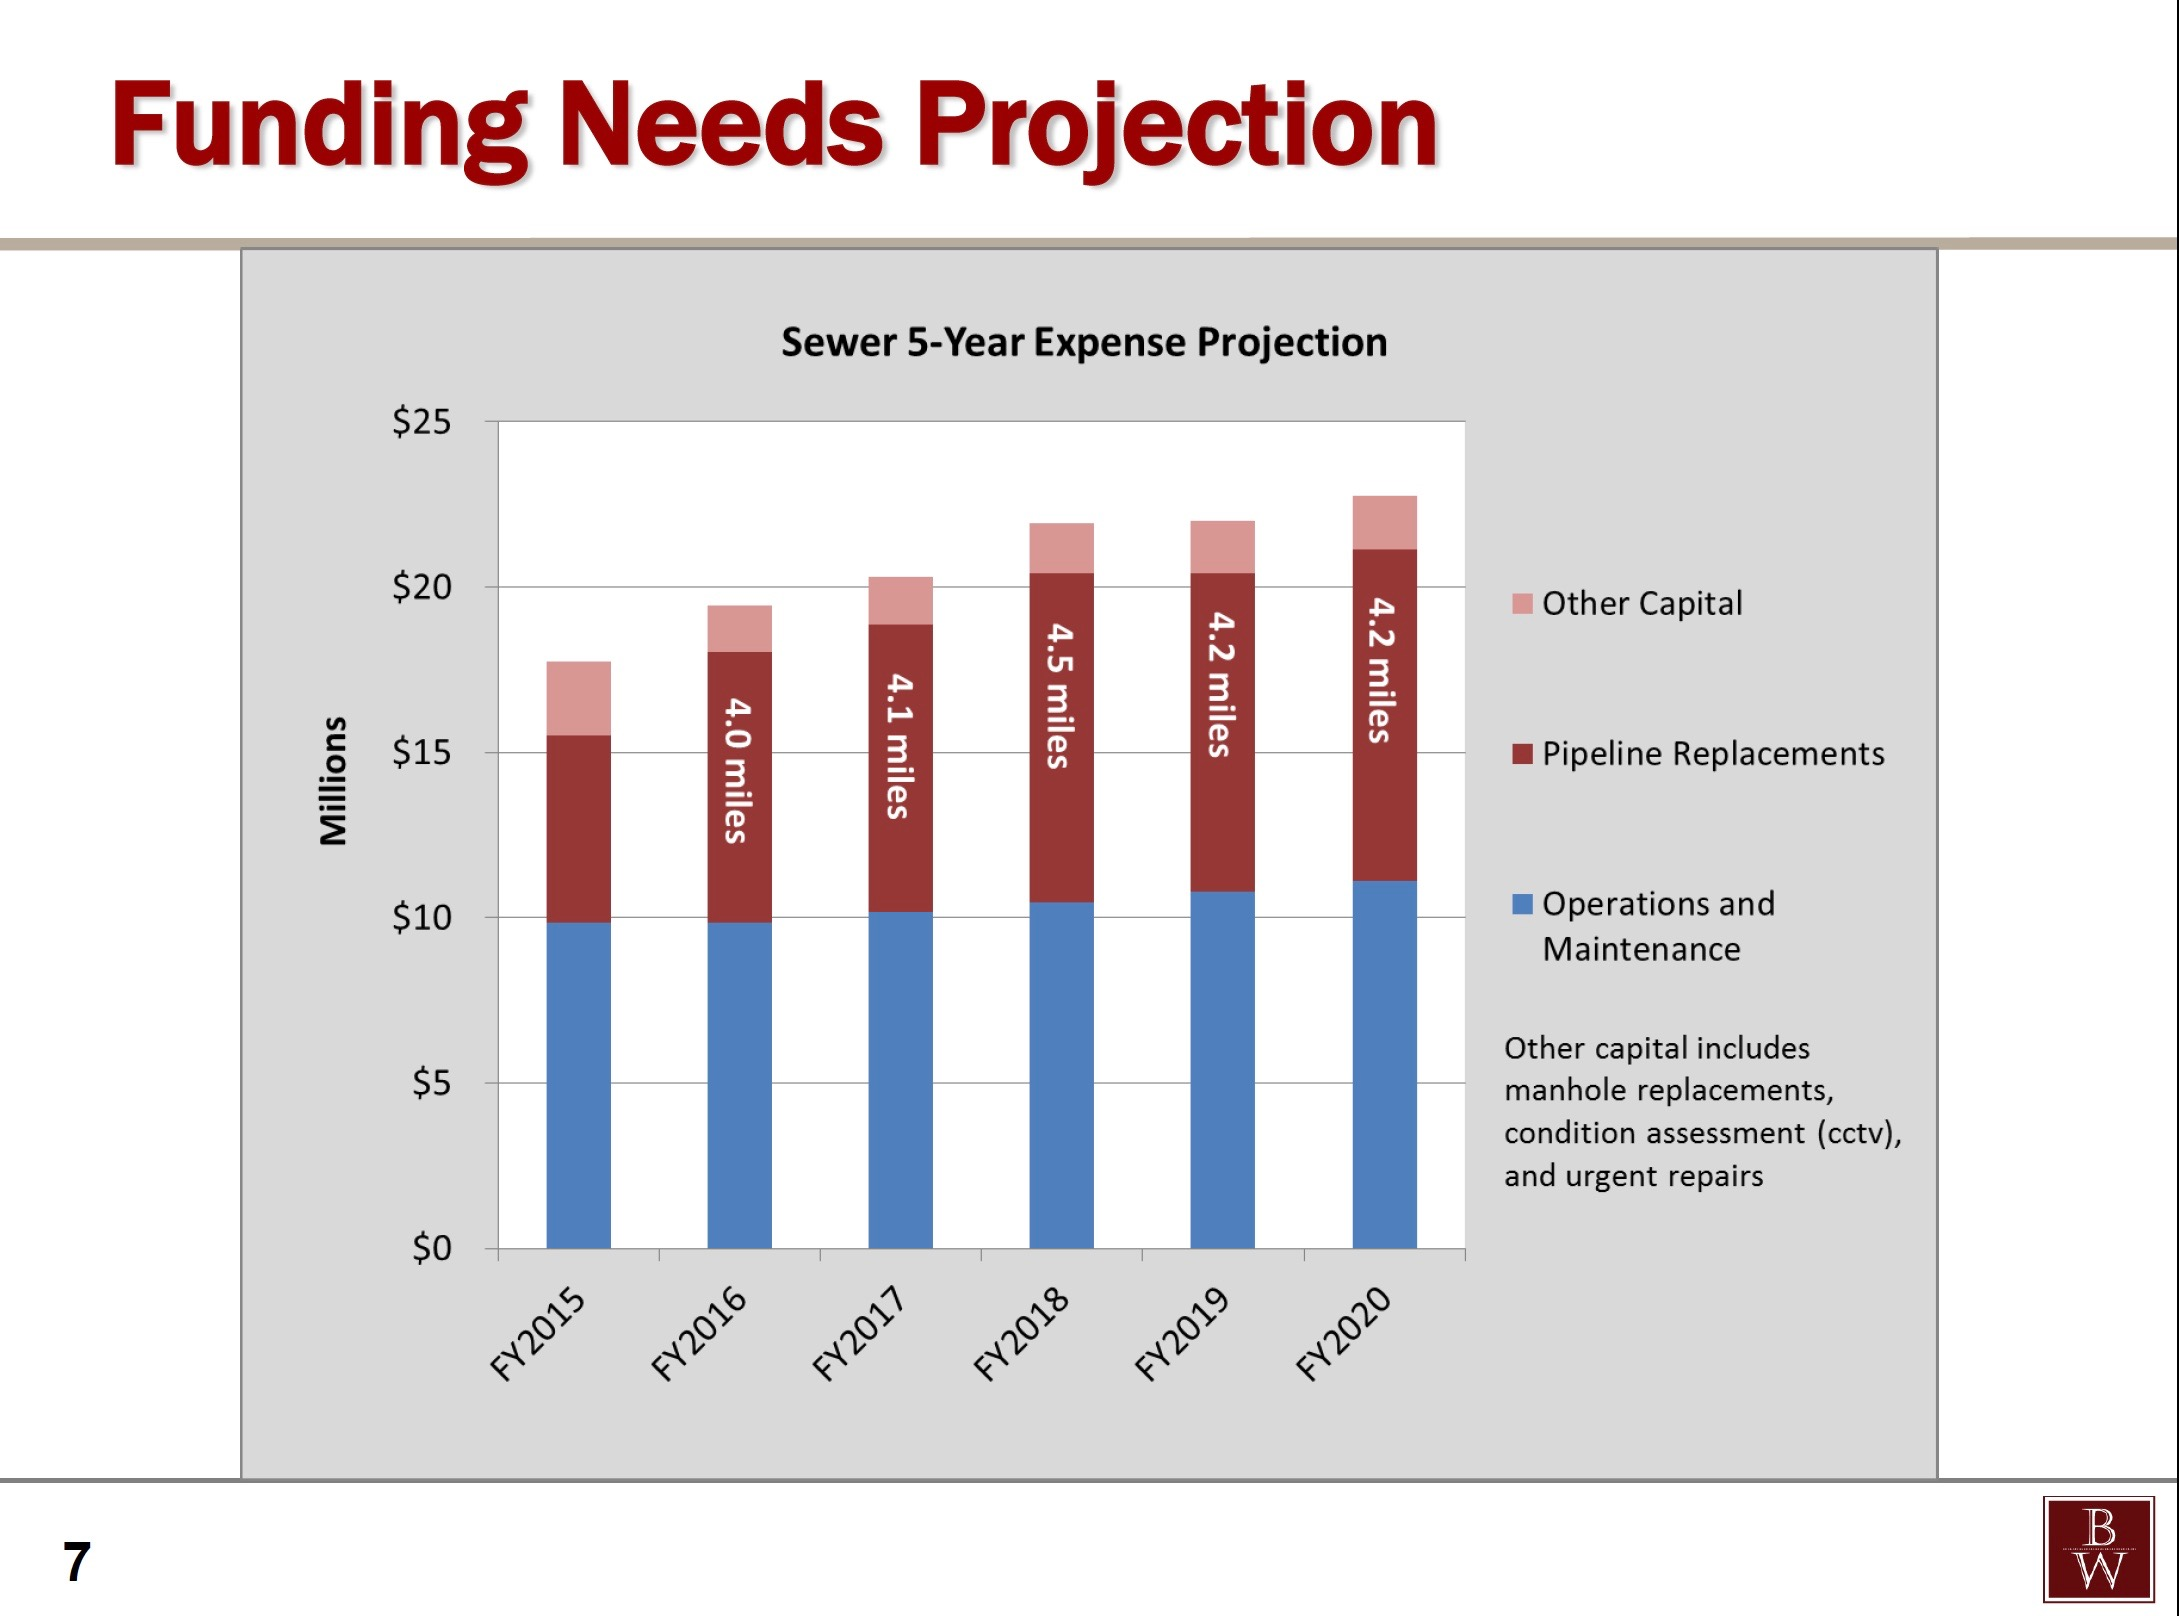 Funding Needs Projection
Sewer 5-Year Expense Projection
Millions
$25
$20
$15
$10
$5
$0
4.0 miles
4.1 miles
4.5 miles
4.2 miles
4.2 miles
FY2015
FY2016
FY2017
FY2018
FY2019
FY2020
Other Capital
Pipeline Replacements
Operations and
Maintenance
Other capital includes
manhole replacements,
condition assessment (cctv),
and urgent repairs
7
B
W